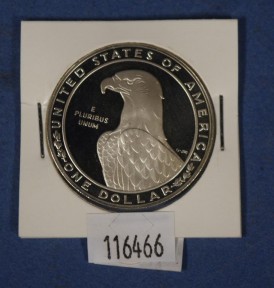 UNITED STATES OF AMERICA
E
PLURIBUS
UNUM
ONE DOLLAR
116466